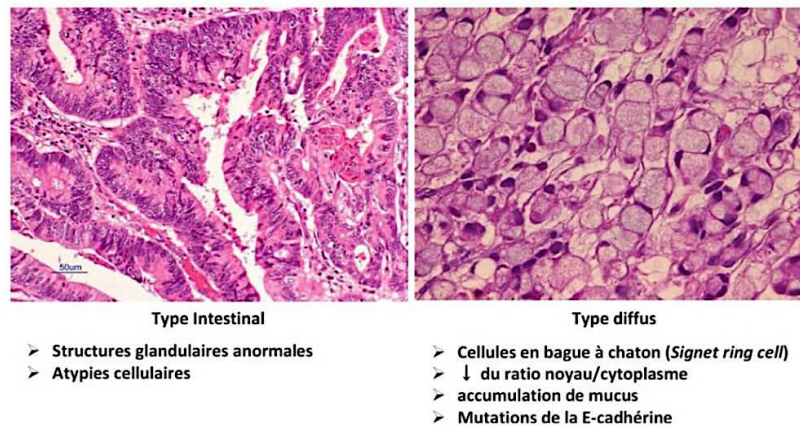 50um
Type Intestinal
➢ Structures glandulaires anormales
➢ Atypies cellulaires
Type diffus
➢ Cellules en bague à chaton (Signet ring cell)
➢ ↓ du ratio noyau/cytoplasme
➢ accumulation de mucus
➢ Mutations de la E-cadhérine